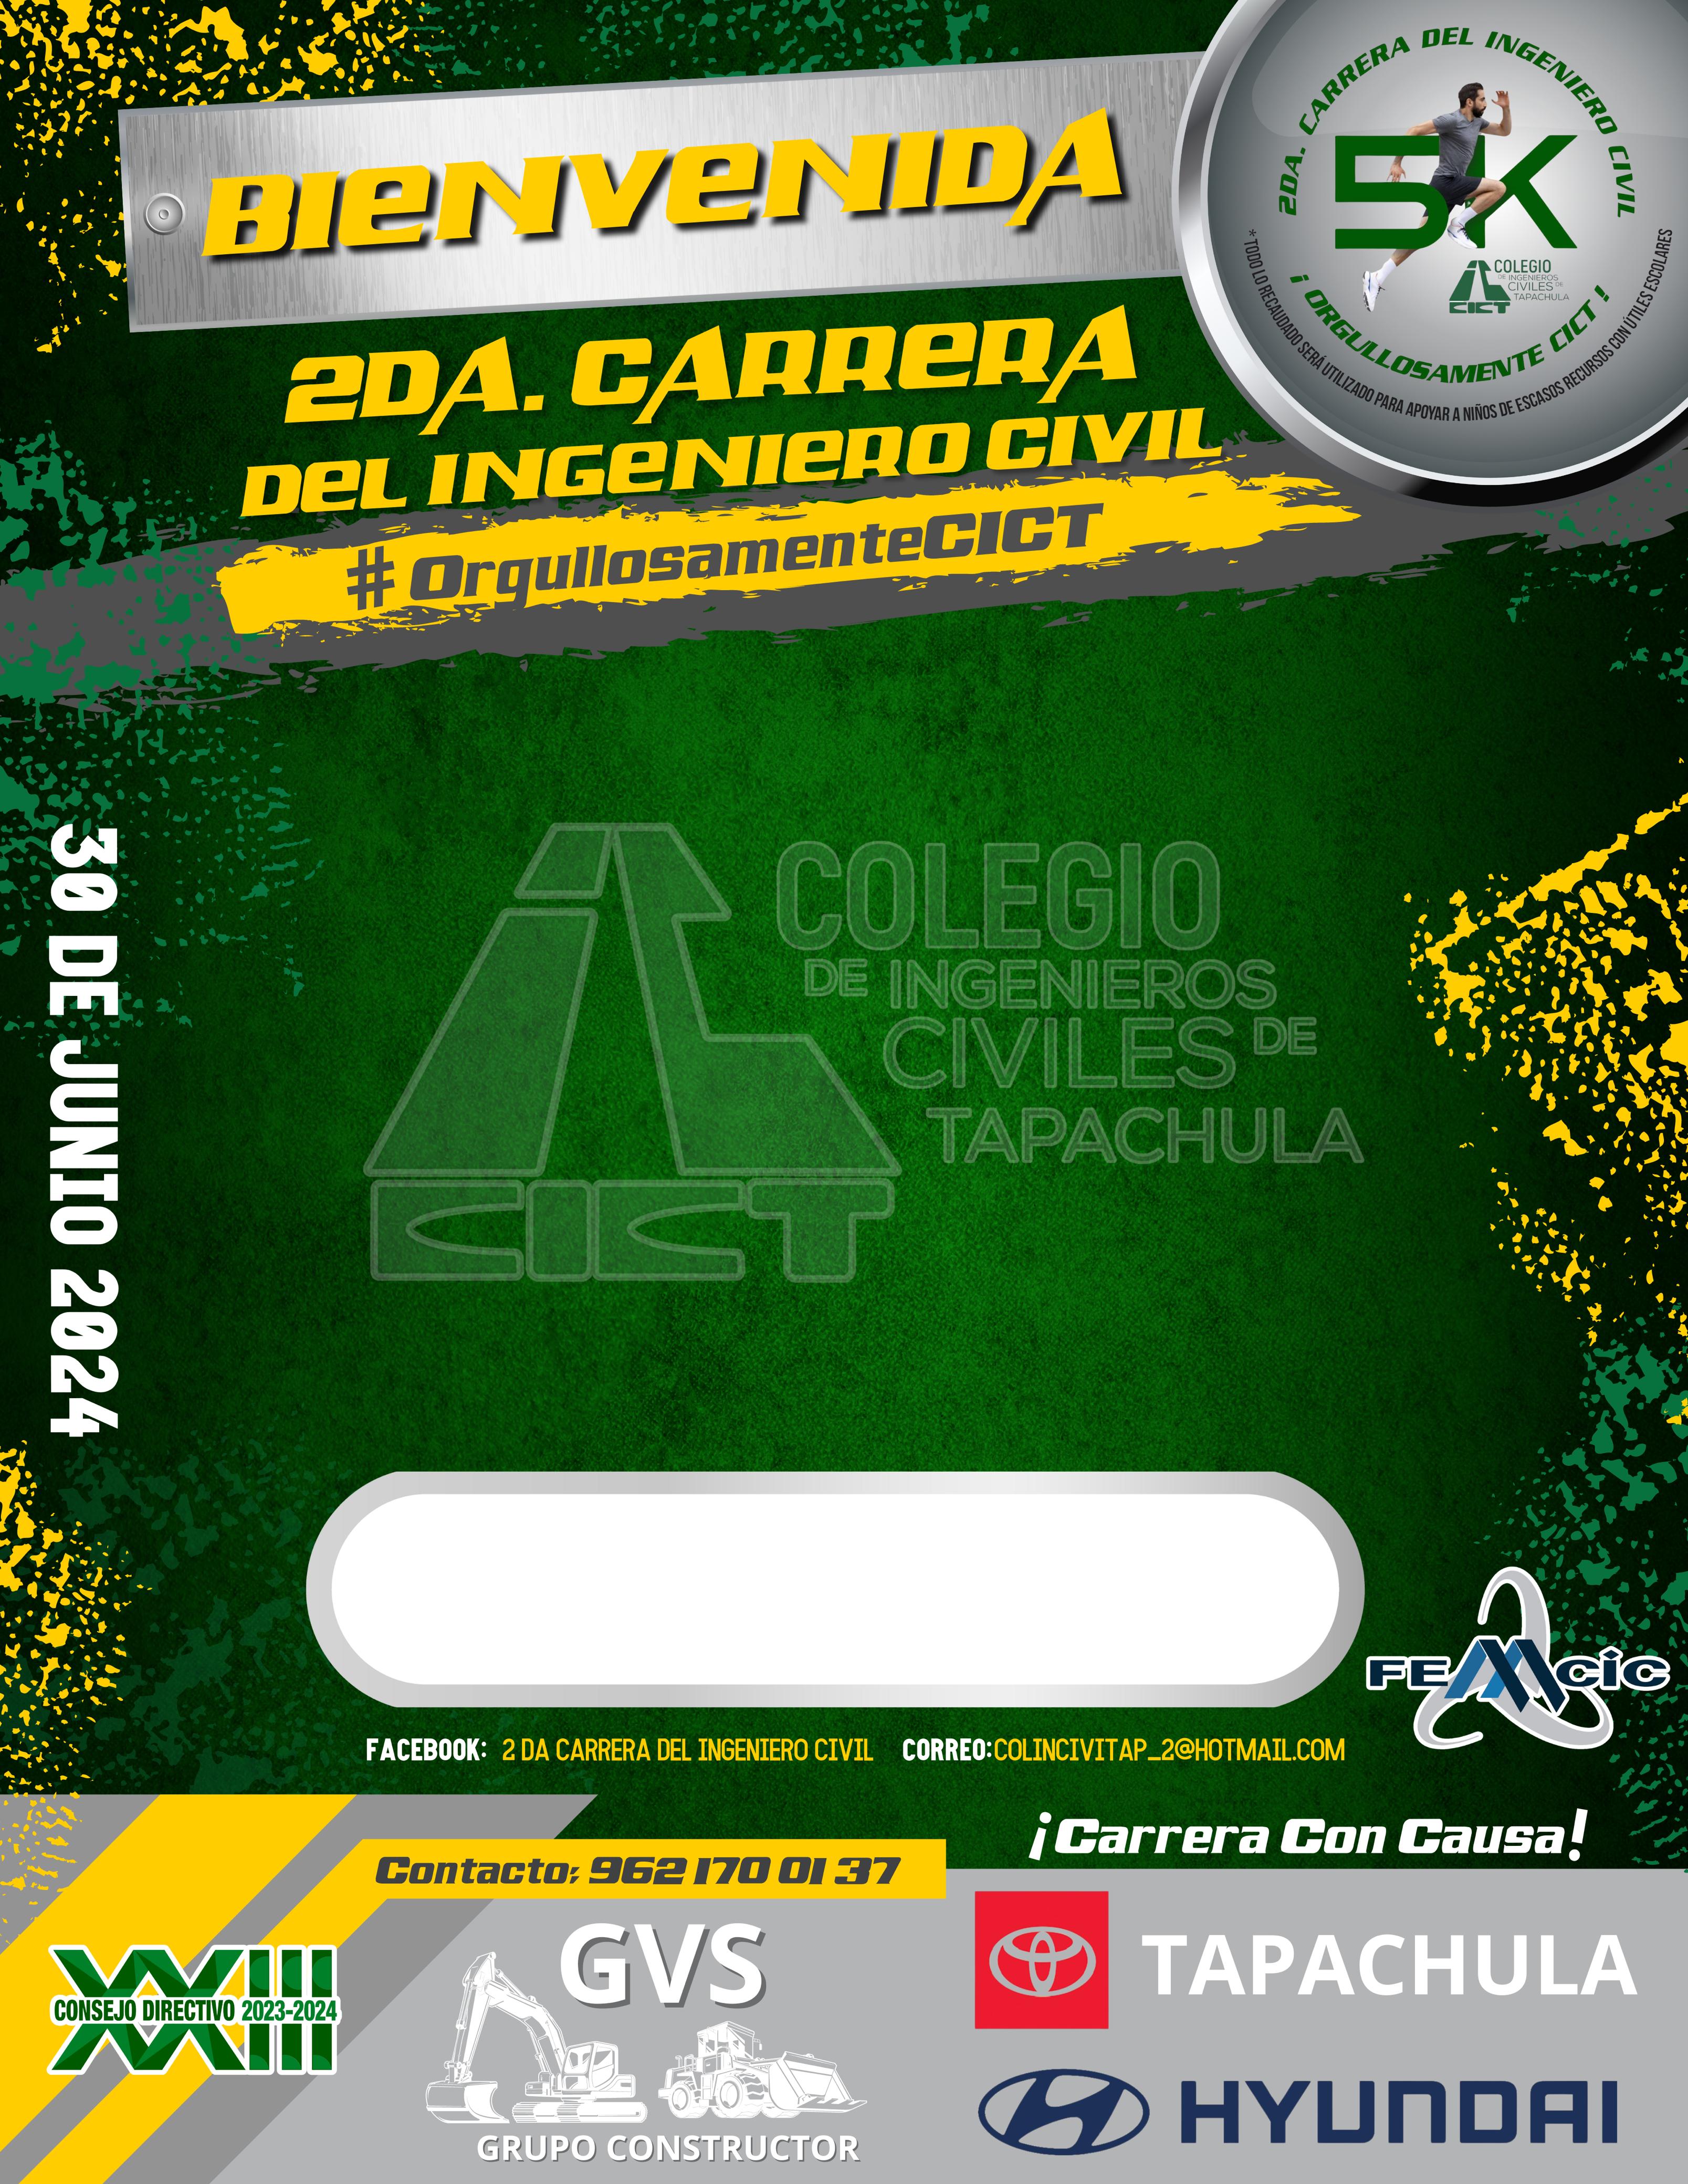 BIENVENIDA
2DA. CARRERA DEL INGENIERO CIVIL
5K
COLEGIO
DE INGENIEROS
CIVILES DE
TAPACHULA
CICT
¡ ORGULLOSAMENTE CICT !
* TODO LO RECAUDADO SERÁ UTILIZADO PARA APOYAR A NIÑOS DE ESCASOS RECURSOS CON ÚTILES ESCOLARES
2DA. CARRERA
DEL INGENIERO CIVIL
# OrgullosamenteCICT
30 DE JUNIO 2024
COLEGIO
DE INGENIEROS
CIVILES DE
TAPACHULA
CICT
FEMCIC
FACEBOOK: 2 DA CARRERA DEL INGENIERO CIVIL CORREO:COLINCIVITAP_2@HOTMAIL.COM
¡Carrera Con Causa!
Contacto; 962 170 01 37
XXIII
CONSEJO DIRECTIVO 2023-2024
GVS
GRUPO CONSTRUCTOR
TAPACHULA
HYUNDAI